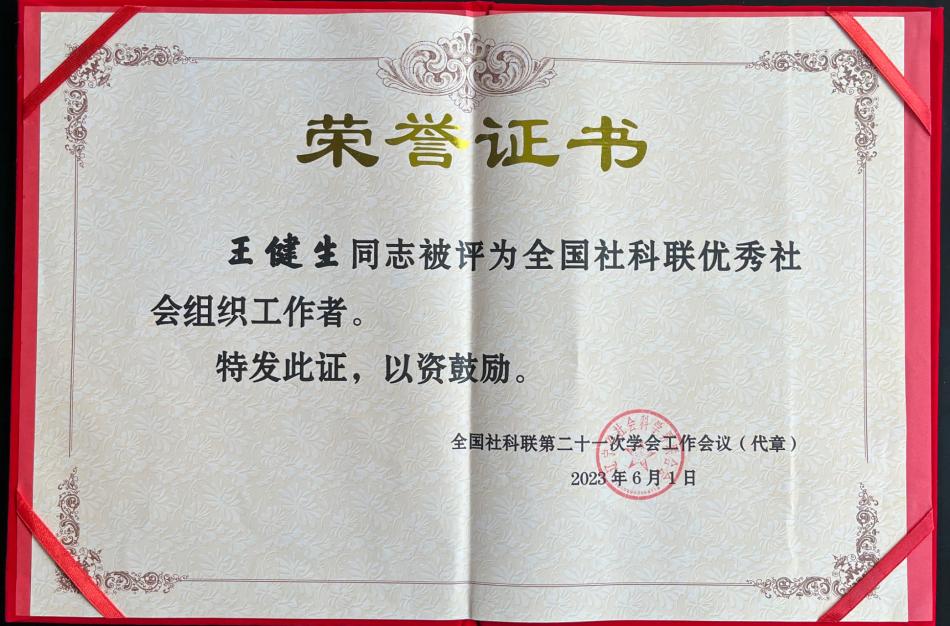 荣誉证书
王健生同志被评为全国社科联优秀社
会组织工作者。
特发此证，以资鼓励。
全国社科联第二十一次学会工作会议（代章）
2023年6月1日